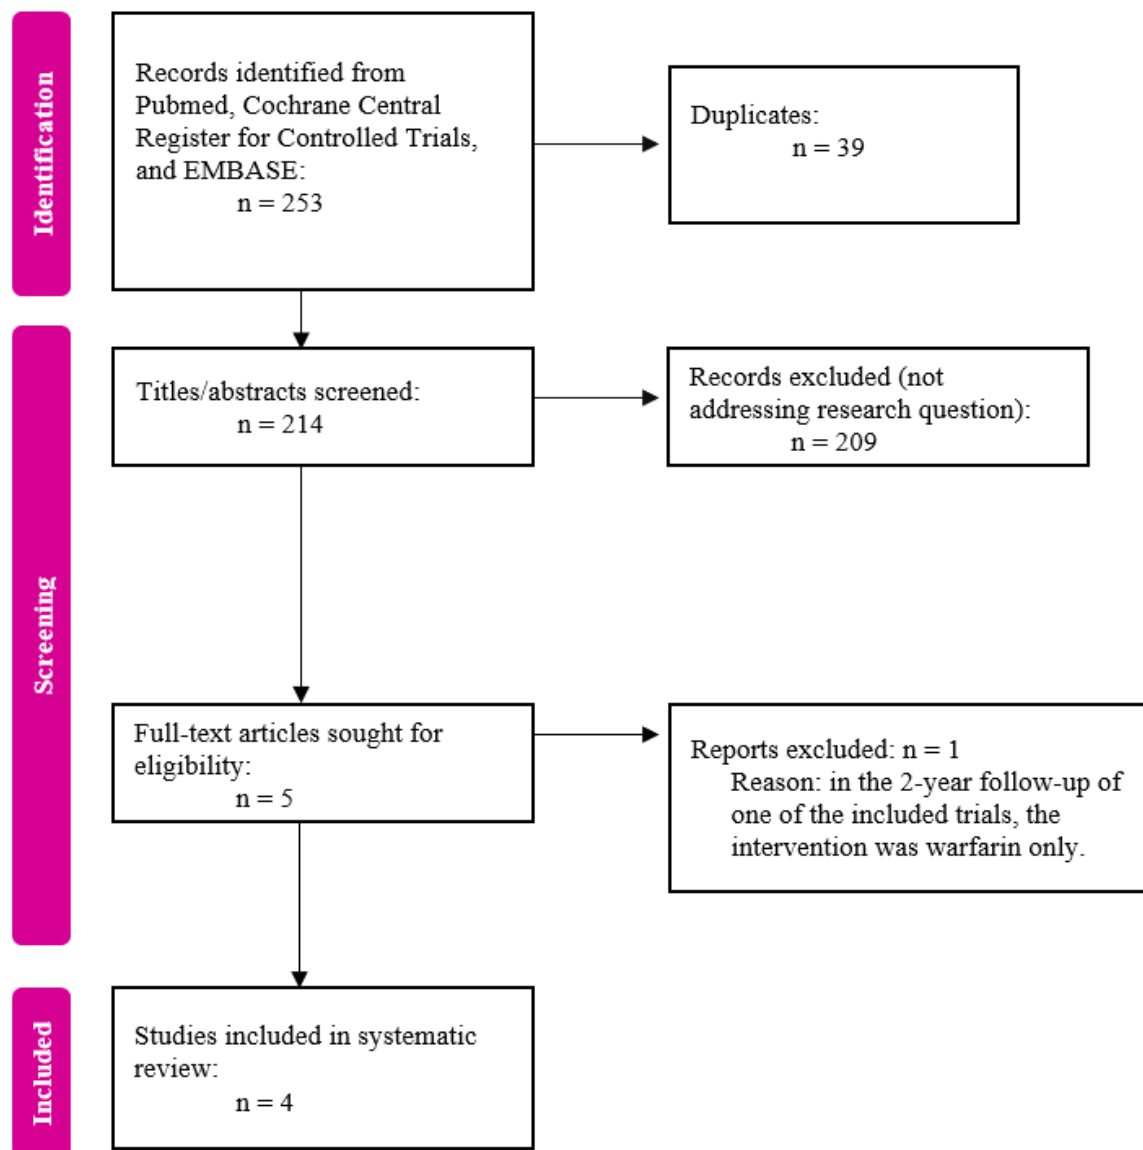 Identification
Records identified from
Pubmed, Cochrane Central
Register for Controlled Trials,
and EMBASE:
n = 253
Duplicates:
n = 39
Screening
Titles/abstracts screened:
n = 214
Records excluded (not
addressing research question):
n = 209
Full-text articles sought for
eligibility:
n = 5
Reports excluded: n = 1
Reason: in the 2-year follow-up of
one of the included trials, the
intervention was warfarin only.
Included
Studies included in systematic
review:
n = 4